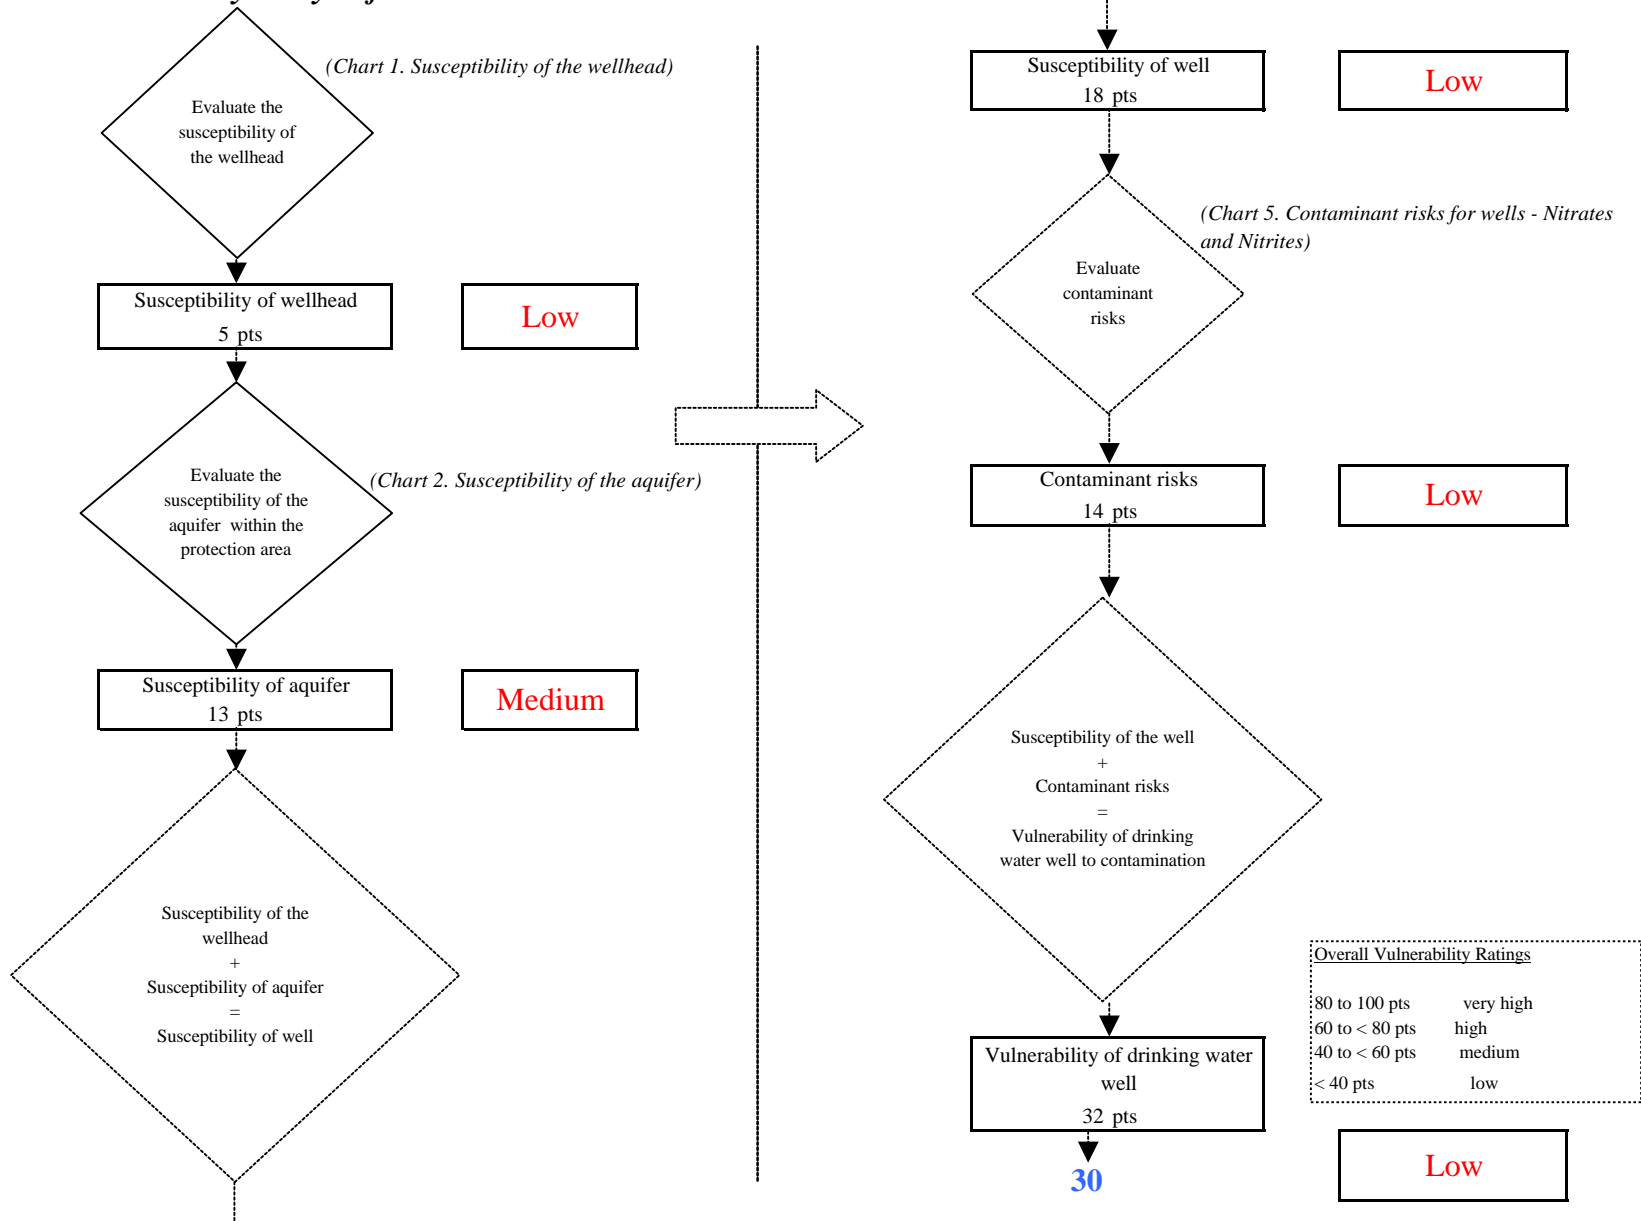 (Chart 1. Susceptibility of the wellhead)
Evaluate the
susceptibility of
the wellhead
Susceptibility of wellhead
5 pts
Low
Evaluate the
susceptibility of the
aquifer within the
protection area
(Chart 2. Susceptibility of the aquifer)
Susceptibility of aquifer
13 pts
Medium
Susceptibility of the
wellhead
+
Susceptibility of aquifer
=
Susceptibility of well
Susceptibility of well
18 pts
Low
(Chart 5. Contaminant risks for wells - Nitrates
and Nitrites)
Evaluate
contaminant
risks
Contaminant risks
14 pts
Low
Susceptibility of the well
+
Contaminant risks
=
Vulnerability of drinking
water well to contamination
Overall Vulnerability Ratings
80 to 100 pts very high
60 to < 80 pts high
40 to < 60 pts medium
< 40 pts low
Vulnerability of drinking water
well
32 pts
30
Low